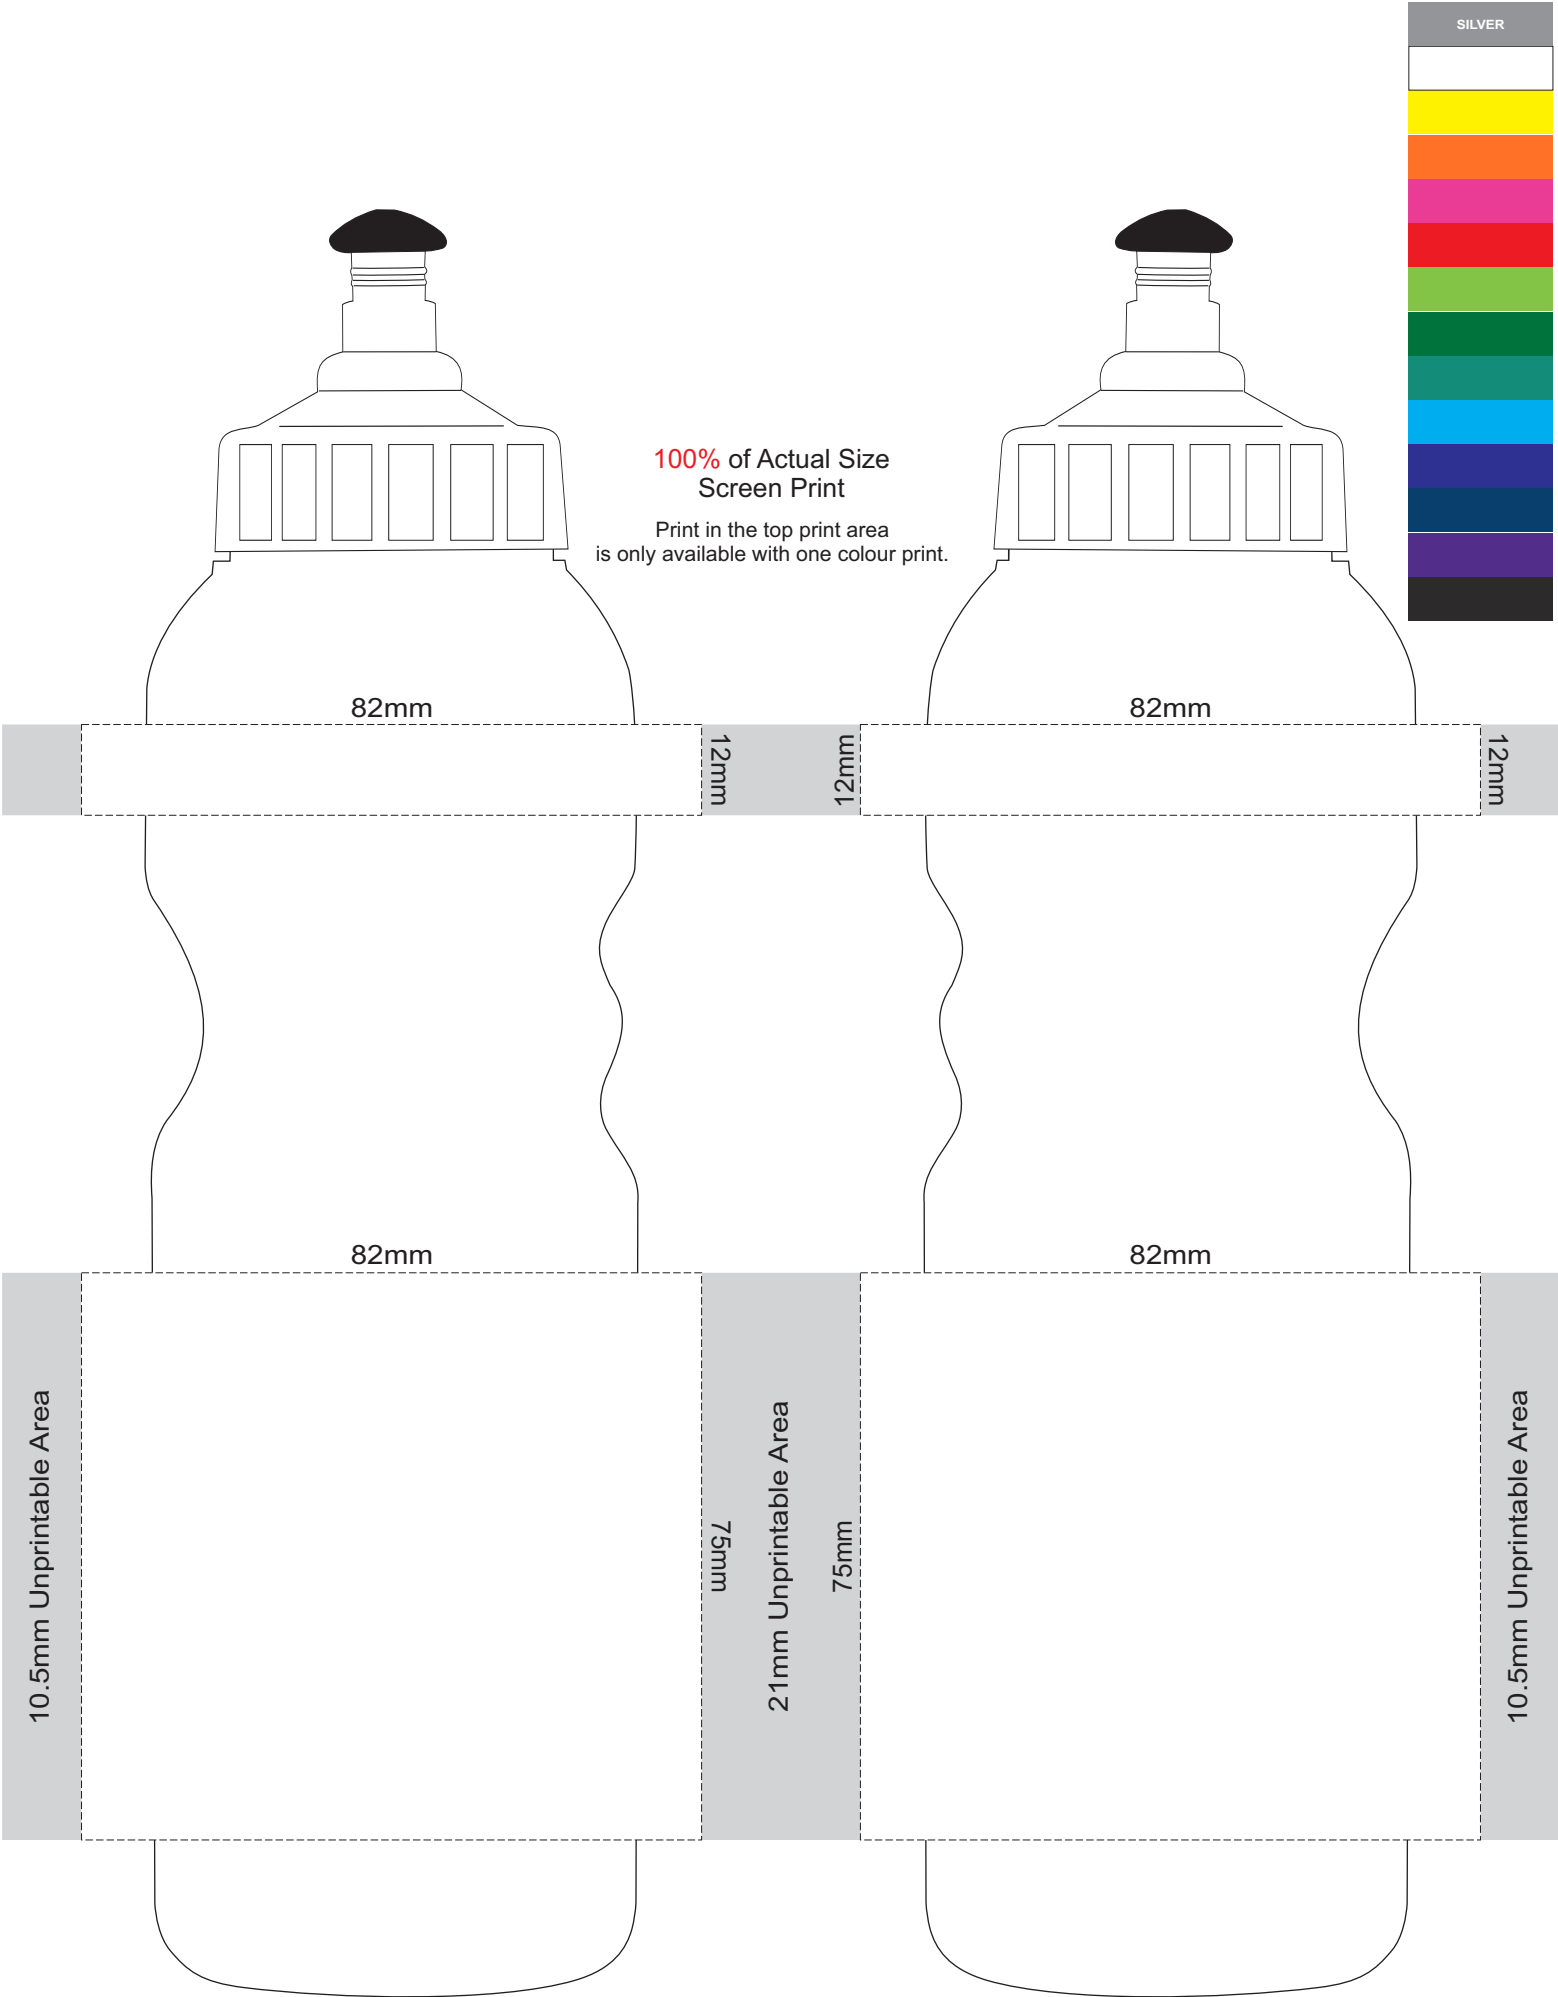 SILVER
100% of Actual Size
Screen Print
Print in the top print area
is only available with one colour print.
82mm
82mm
12mm
12mm
12mm
82mm
82mm
10.5mm Unprintable Area
75mm
21mm Unprintable Area
75mm
10.5mm Unprintable Area